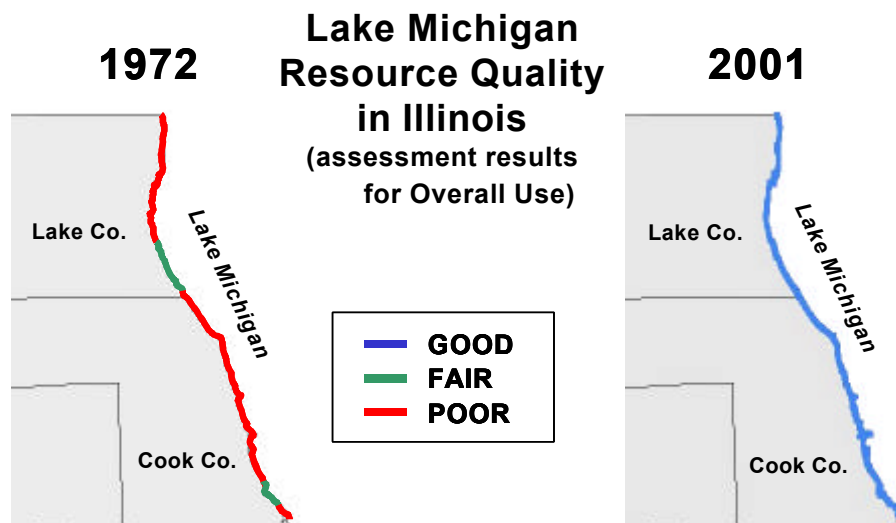 1972
Lake Michigan
Resource Quality
in Illinois
(assessment results
for Overall Use)
2001
Lake Co.
Lake Michigan
Cook Co.
GOOD
FAIR
POOR
Lake Co.
Lake Michigan
Cook Co.